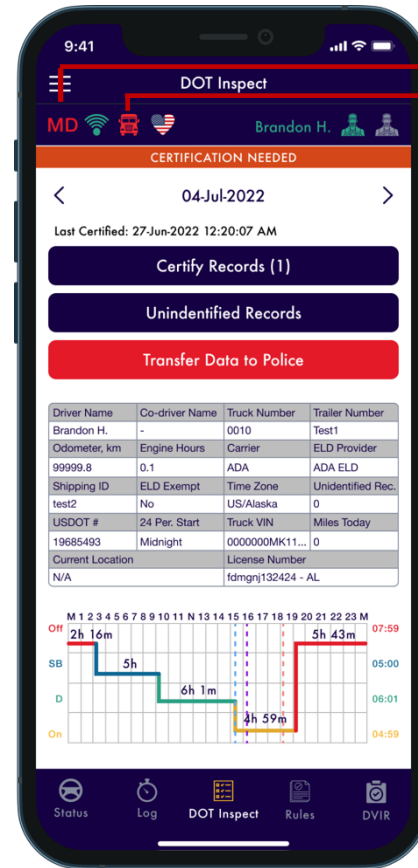 9:41
DOT Inspect
MD Brandon H.
CERTIFICATION NEEDED
04-Jul-2022
Last Certified: 27-Jun-2022 12:20:07 AM
Certify Records (1)
Unindentified Records
Transfer Data to Police
Driver Name Co-driver Name Truck Number Trailer Number
Brandon H. - 0010 Test1
Odometer, km Engine Hours Carrier ELD Provider
99999.8 0.1 ADA ADA ELD
Shipping ID ELD Exempt Time Zone Unidentified Rec.
test2 No US/Alaska 0
USDOT # 24 Per. Start Truck VIN Miles Today
19685493 Midnight 0000000MK11... 0
Current Location License Number
N/A fdmgnj132424 - AL
M 1 2 3 4 5 6 7 8 9 10 11 N 13 14 15 16 17 18 19 20 21 22 23 M
Off 2h 16m 5h 43m 07:59
SB 5h 05:00
D 6h 1m 06:01
On 4h 59m 04:59
Status Log DOT Inspect Rules DVIR